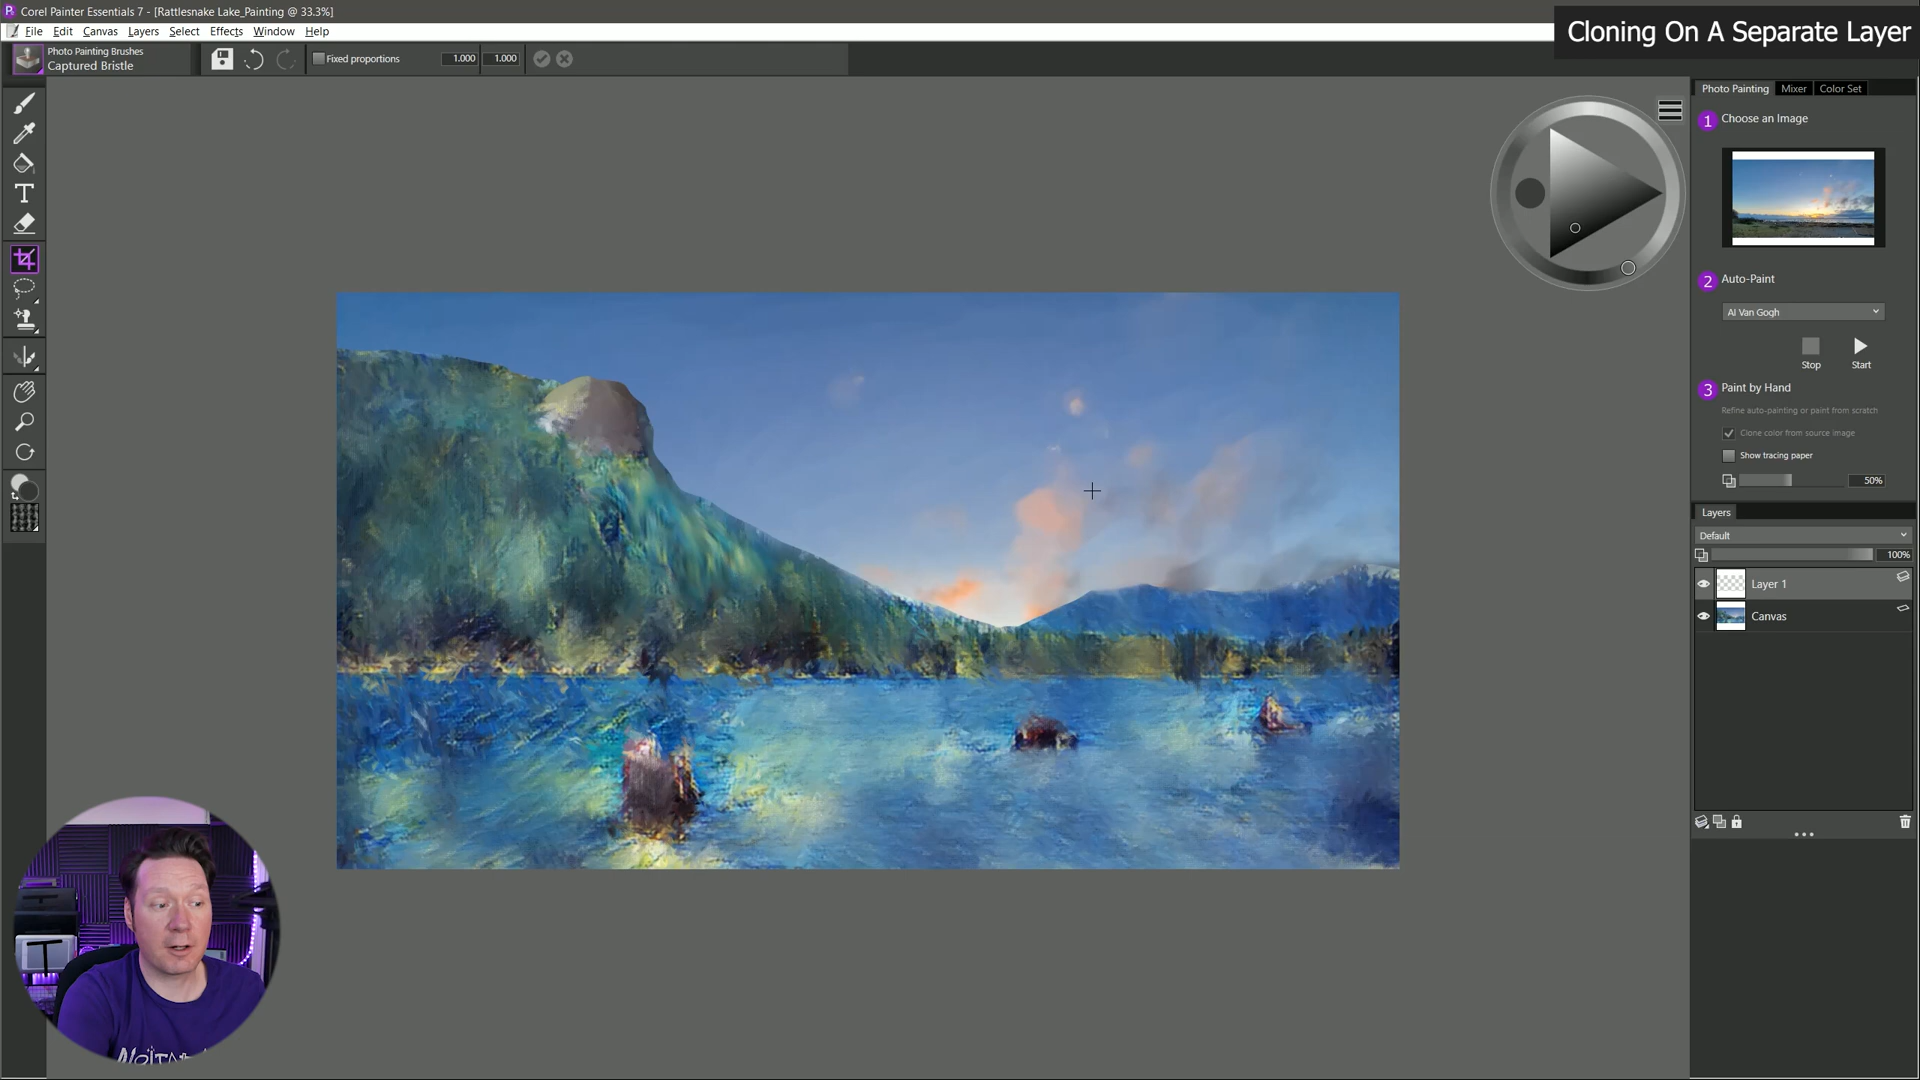 Corel Painter Essentials 7 - [Rattlesnake Lake_Painting @ 33.3%]
File Edit Canvas Layers Select Effects Window Help
Cloning On A Separate Layer
Photo Painting Brushes
Captured Bristle
Fixed proportions 1.000 1.000
Photo Painting Mixer Color Set
1 Choose an Image
2 Auto-Paint
AI Van Gogh
Stop Start
3 Paint by Hand
Refine auto-painting or paint from scratch
Clone color from source image
Show tracing paper
50%
Layers
Default
100%
Layer 1
Canvas